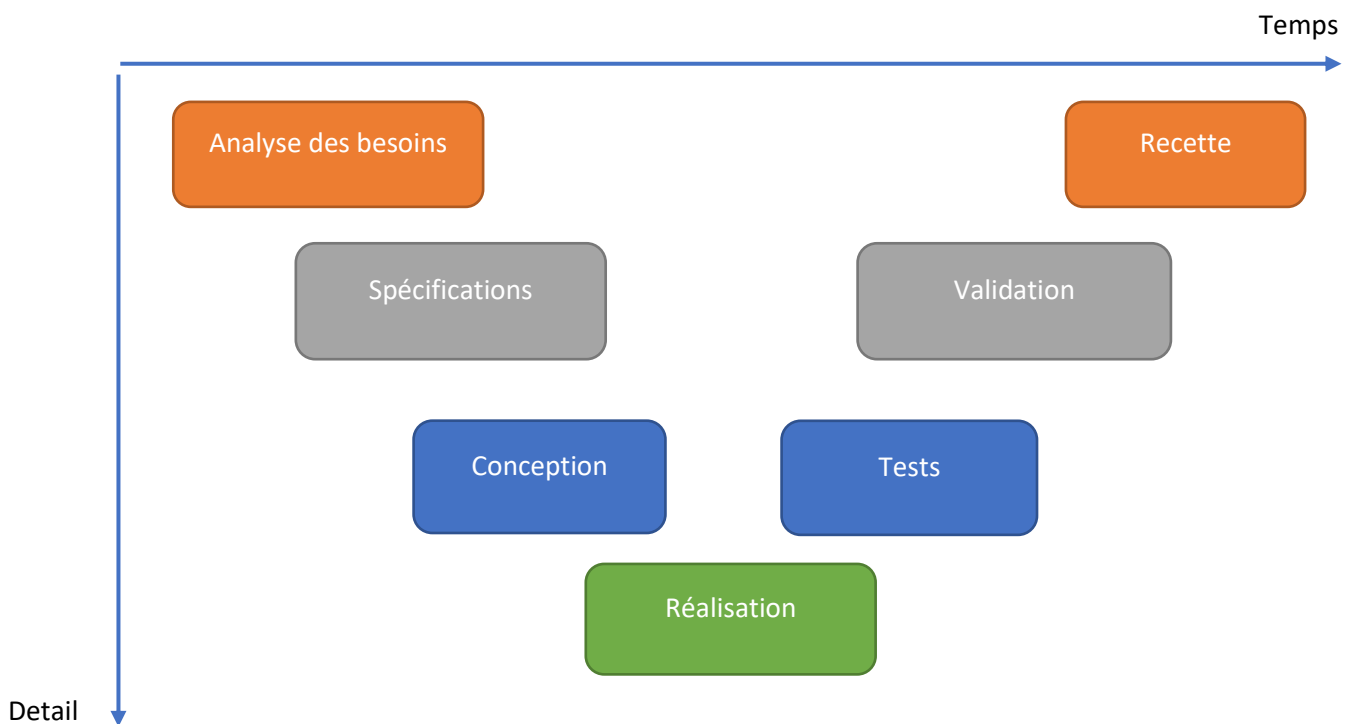 Temps
Analyse des besoins
Recette
Spécifications
Validation
Conception
Tests
Réalisation
Detail